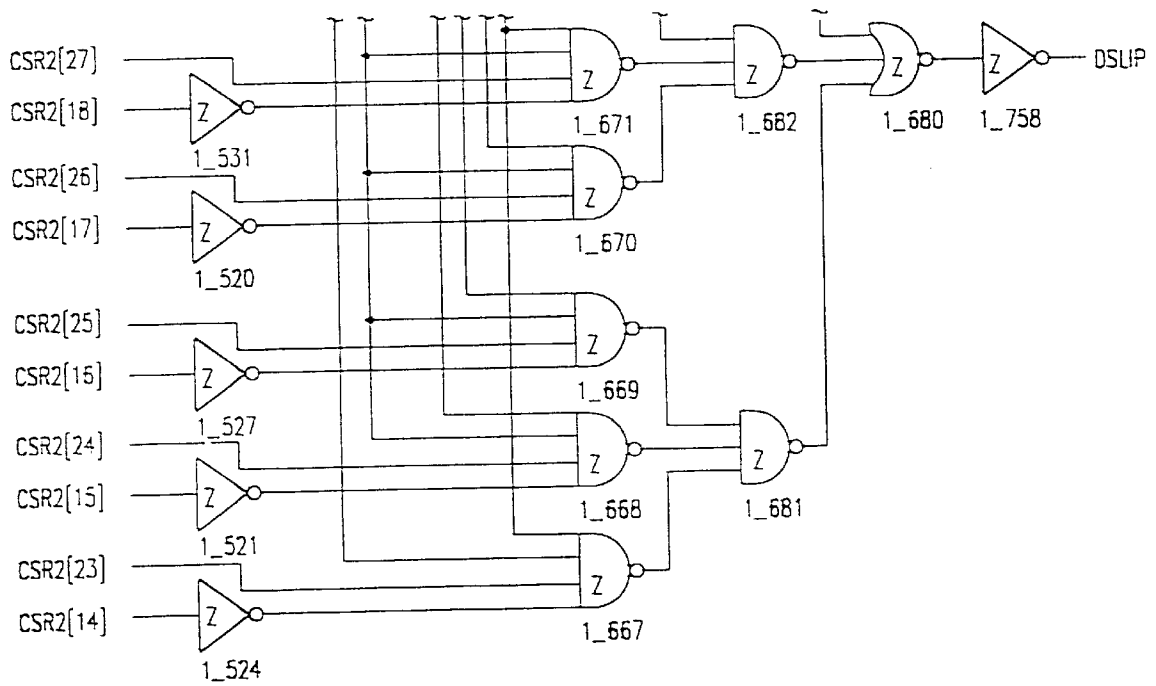 CSR2[27]
Z
DSLIP
CSR2[18]
Z
Z
Z
Z
1_671
1_682
1_680
1_758
1_531
CSR2[26]
Z
CSR2[17]
Z
1_670
1_520
CSR2[25]
Z
CSR2[16]
Z
1_669
1_527
CSR2[24]
Z
Z
CSR2[15]
Z
1_668
1_681
1_521
CSR2[23]
Z
CSR2[14]
Z
1_667
1_524